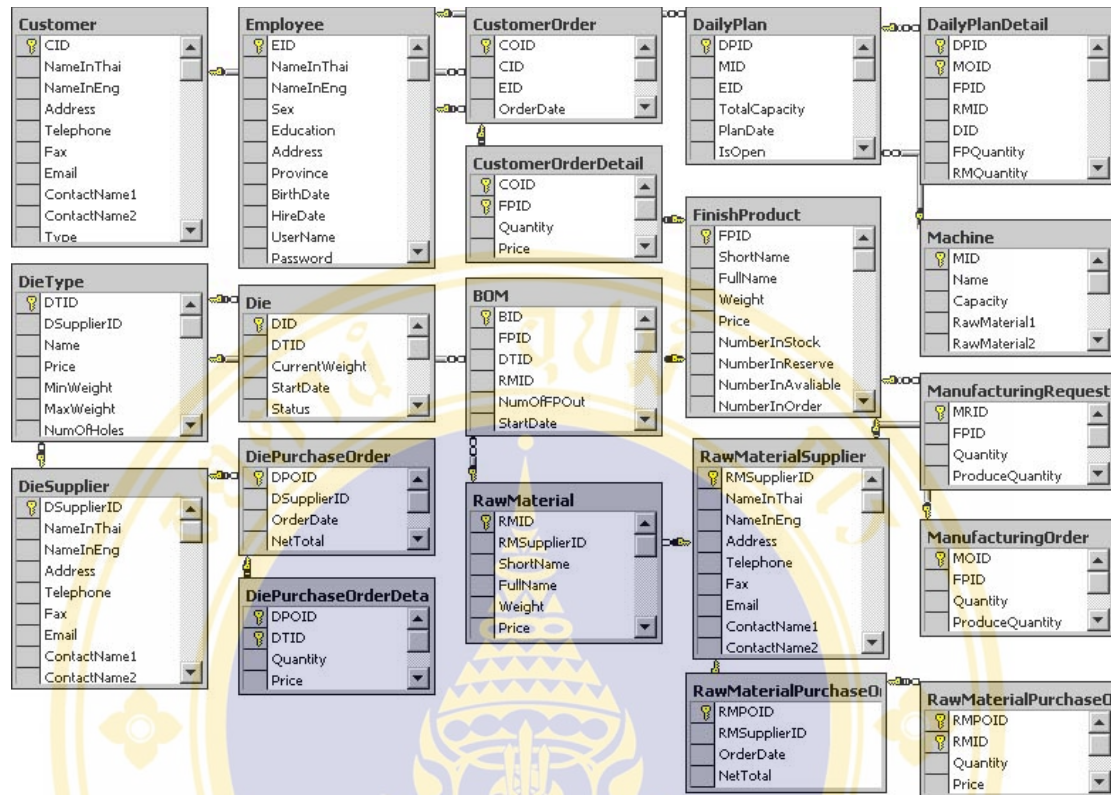 Customer
CID
NameInThai
NameInEng
Address
Telephone
Fax
Email
ContactName1
ContactName2
Type
Employee
EID
NameInThai
NameInEng
Sex
Education
Address
Province
BirthDate
HireDate
UserName
Password
CustomerOrder
COID
CID
EID
OrderDate
DailyPlan
DPID
MID
EID
TotalCapacity
PlanDate
IsOpen
DailyPlanDetail
DPID
MOID
FPID
RMID
DID
FPQuantity
RMQuantity
CustomerOrderDetail
COID
FPID
Quantity
Price
FinishProduct
FPID
ShortName
FullName
Weight
Price
NumberInStock
NumberInReserve
NumberInAvaliable
NumberInOrder
Machine
MID
Name
Capacity
RawMaterial1
RawMaterial2
DieType
DTID
DSupplierID
Name
Price
MinWeight
MaxWeight
NumOfHoles
Die
DID
DTID
CurrentWeight
StartDate
Status
BOM
BID
FPID
DTID
RMID
NumOfFPOut
StartDate
ManufacturingRequest
MRID
FPID
Quantity
ProduceQuantity
DieSupplier
DSupplierID
NameInThai
NameInEng
Address
Telephone
Fax
Email
ContactName1
ContactName2
DiePurchaseOrder
DPOID
DSupplierID
OrderDate
NetTotal
DiePurchaseOrderDeta
DPOID
DTID
Quantity
Price
RawMaterial
RMID
RMSupplierID
ShortName
FullName
Weight
Price
RawMaterialSupplier
RMSupplierID
NameInThai
NameInEng
Address
Telephone
Fax
Email
ContactName1
ContactName2
ManufacturingOrder
MOID
FPID
Quantity
ProduceQuantity
RawMaterialPurchaseO
RMPOID
RMSupplierID
OrderDate
NetTotal
RawMaterialPurchaseO
RMPOID
RMID
Quantity
Price